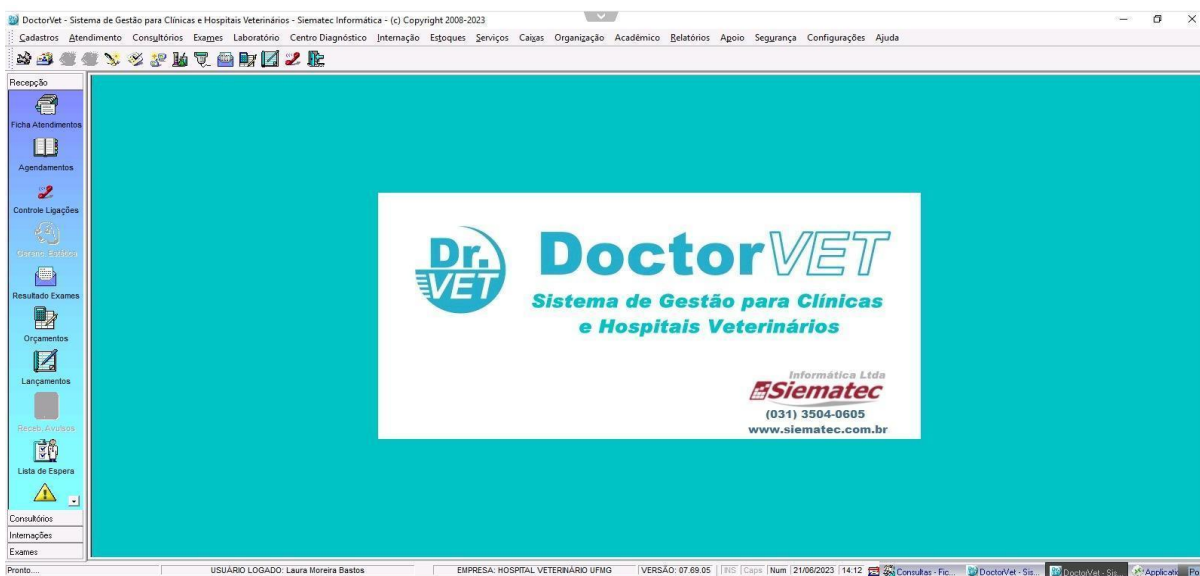 DoctorVet - Sistema de Gestão para Clínicas e Hospitais Veterinários - Siematec Informática - (c) Copyright 2008-2023
Cadastros Atendimento Consultórios Exames Laboratório Centro Diagnóstico Internação Estoques Serviços Caixas Organização Acadêmico Relatórios Apoio Segurança Configurações Ajuda
Recepção
Ficha Atendimentos
Agendamentos
Controle Ligações
Resultado Exames
Orçamentos
Lançamentos
Receb. Avulsos
Lista de Espera
Consultórios
Internações
Exames
Dr.
VET
DoctorVET
Sistema de Gestão para Clínicas
e Hospitais Veterinários
Informática Ltda
Siematec
(031) 3504-0605
www.siematec.com.br
Pronto.... USUÁRIO LOGADO: Laura Moreira Bastos EMPRESA: HOSPITAL VETERINÁRIO UFMG VERSÃO: 07.69.05 INS Caps Num 21/06/2023 14:12 Consultas - Fic... DoctorVet - Sis... DoctorVet - Sis... Applicati Po